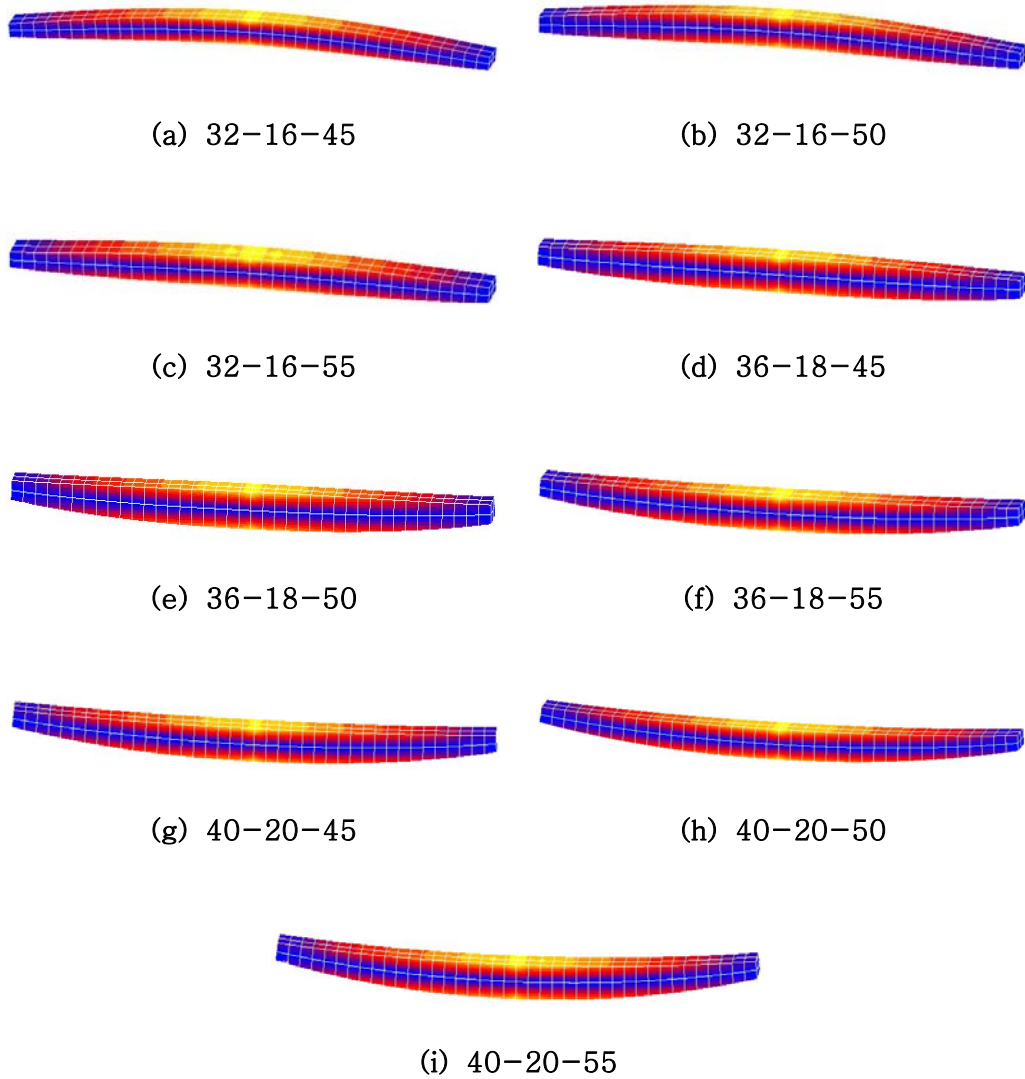 (a) 32-16-45
(b) 32-16-50
(c) 32-16-55
(d) 36-18-45
(e) 36-18-50
(f) 36-18-55
(g) 40-20-45
(h) 40-20-50
(i) 40-20-55